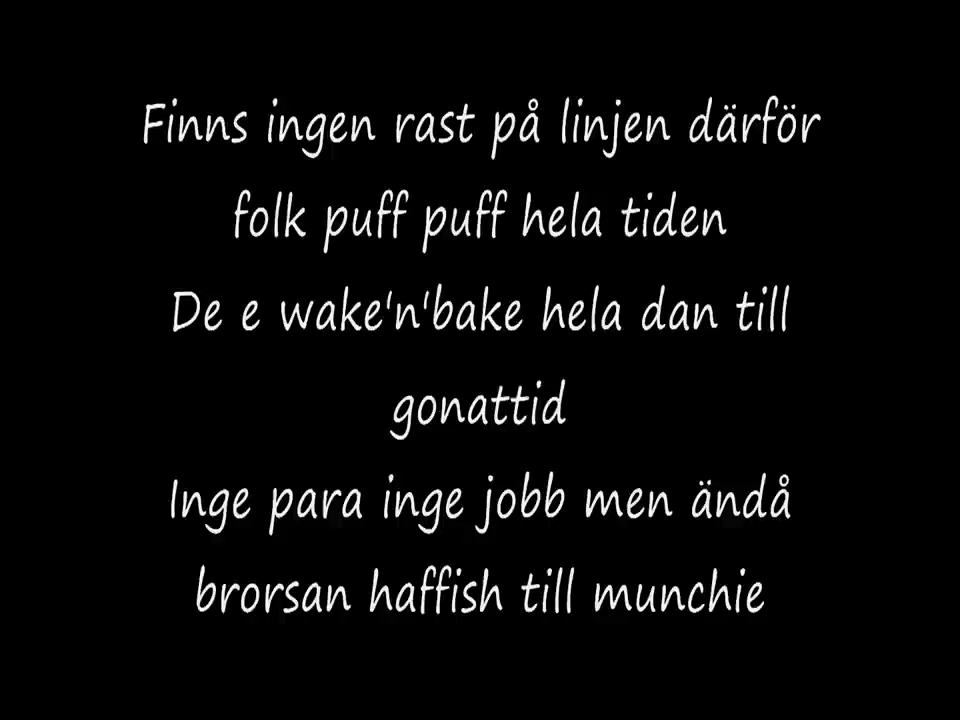 Finns ingen rast på linjen därför
folk puff puff hela tiden
De e wake'n'bake hela dan till
gonattid
Inge para inge jobb men ändå
brorsan haffish till munchie